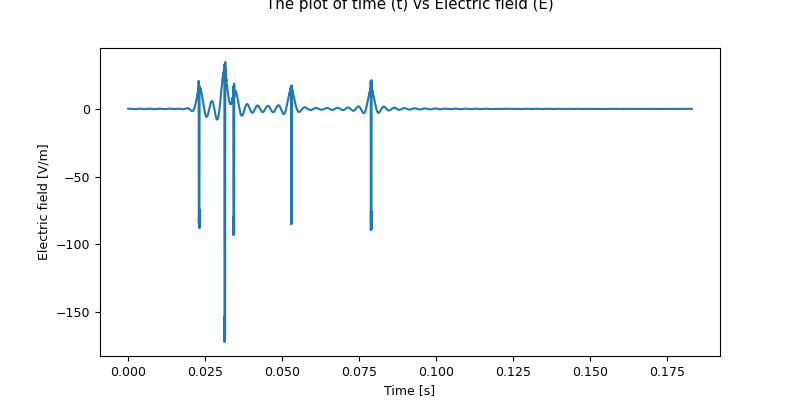 The plot of time (t) vs Electric field (E)
Electric field [V/m]
0
−50
−100
−150
0.000 0.025 0.050 0.075 0.100 0.125 0.150 0.175
Time [s]